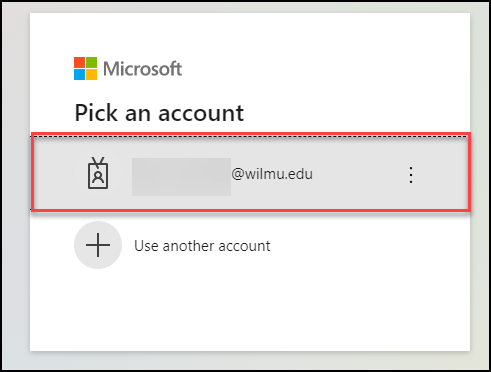 Microsoft
Pick an account
@wilmu.edu
Use another account